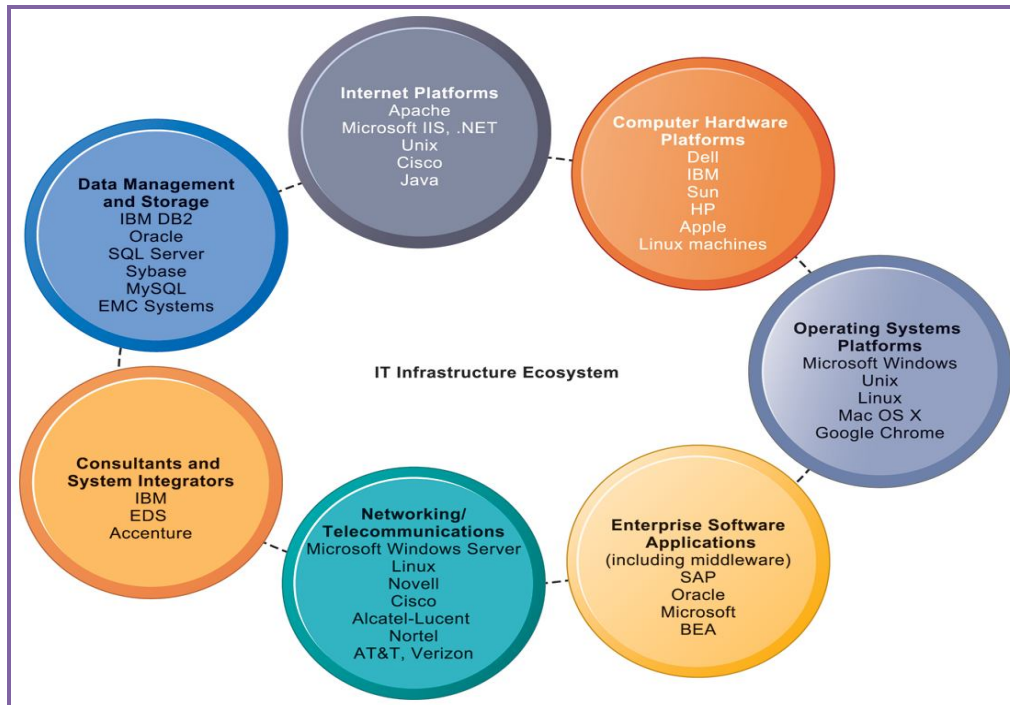 Internet Platforms
Apache
Microsoft IIS, .NET
Unix
Cisco
Java
Computer Hardware
Platforms
Dell
IBM
Sun
HP
Apple
Linux machines
Data Management
and Storage
IBM DB2
Oracle
SQL Server
Sybase
MySQL
EMC Systems
Operating Systems
Platforms
Microsoft Windows
Unix
Linux
Mac OS X
Google Chrome
IT Infrastructure Ecosystem
Consultants and
System Integrators
IBM
EDS
Accenture
Networking/
Telecommunications
Microsoft Windows Server
Linux
Novell
Cisco
Alcatel-Lucent
Nortel
AT&T, Verizon
Enterprise Software
Applications
(including middleware)
SAP
Oracle
Microsoft
BEA